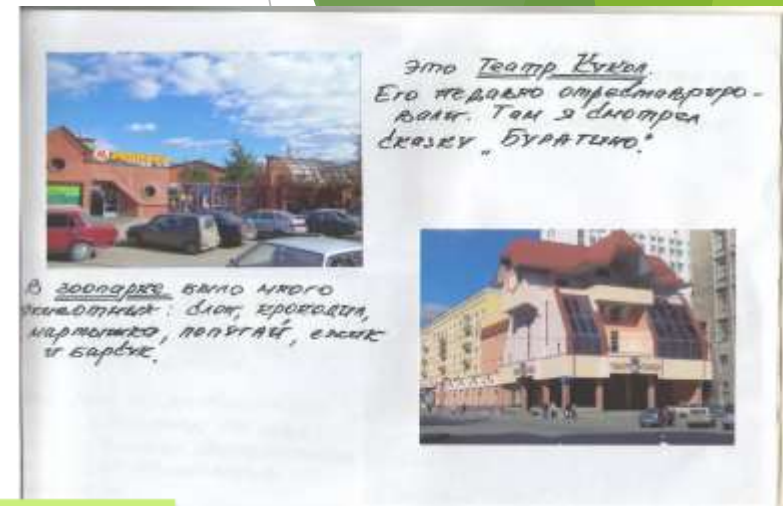 Это Театр Кукол.
Его недавно отреставриро-
вали. Там я смотрел
сказку „Буратино“.
В зоопарке было много
животных: слон, крокодил,
мартышка, попугай, ёжик
и барсук.